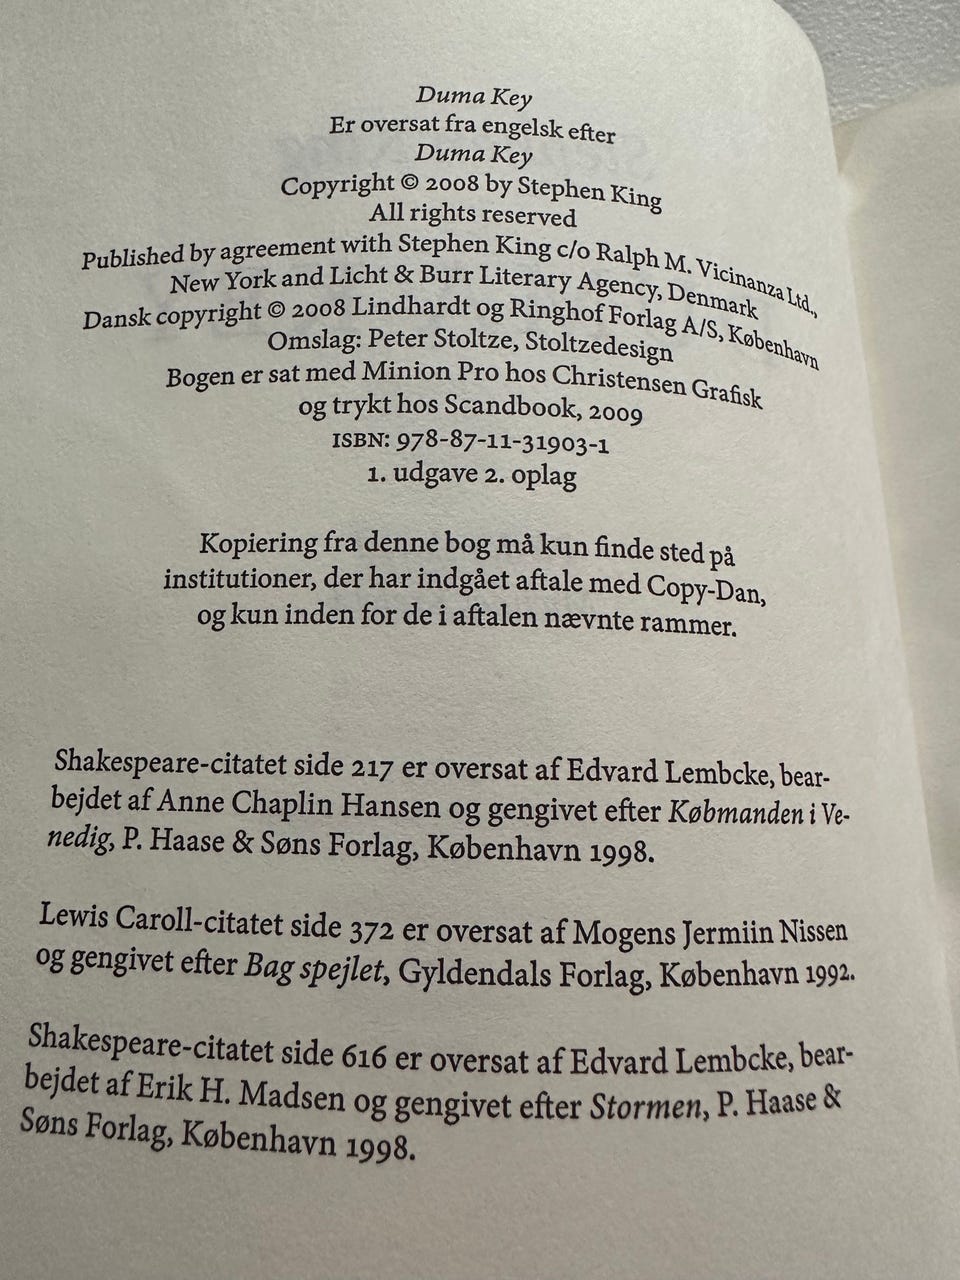 Duma Key
Er oversat fra engelsk efter
Duma Key
Copyright © 2008 by Stephen King
All rights reserved
Published by agreement with Stephen King c/o Ralph M. Vicinanza Ltd.,
New York and Licht & Burr Literary Agency, Denmark
Dansk copyright © 2008 Lindhardt og Ringhof Forlag A/S, København
Omslag: Peter Stoltze, Stoltzedesign
Bogen er sat med Minion Pro hos Christensen Grafisk
og trykt hos Scandbook, 2009
ISBN: 978-87-11-31903-1
1. udgave 2. oplag
Kopiering fra denne bog må kun finde sted på
institutioner, der har indgået aftale med Copy-Dan,
og kun inden for de i aftalen nævnte rammer.
Shakespeare-citatet side 217 er oversat af Edvard Lembcke, bear-
bejdet af Anne Chaplin Hansen og gengivet efter Købmanden i Ve-
nedig, P. Haase & Søns Forlag, København 1998.
Lewis Caroll-citatet side 372 er oversat af Mogens Jermiin Nissen
og gengivet efter Bag spejlet, Gyldendals Forlag, København 1992.
Shakespeare-citatet side 616 er oversat af Edvard Lembcke, bear-
bejdet af Erik H. Madsen og gengivet efter Stormen, P. Haase &
Søns Forlag, København 1998.